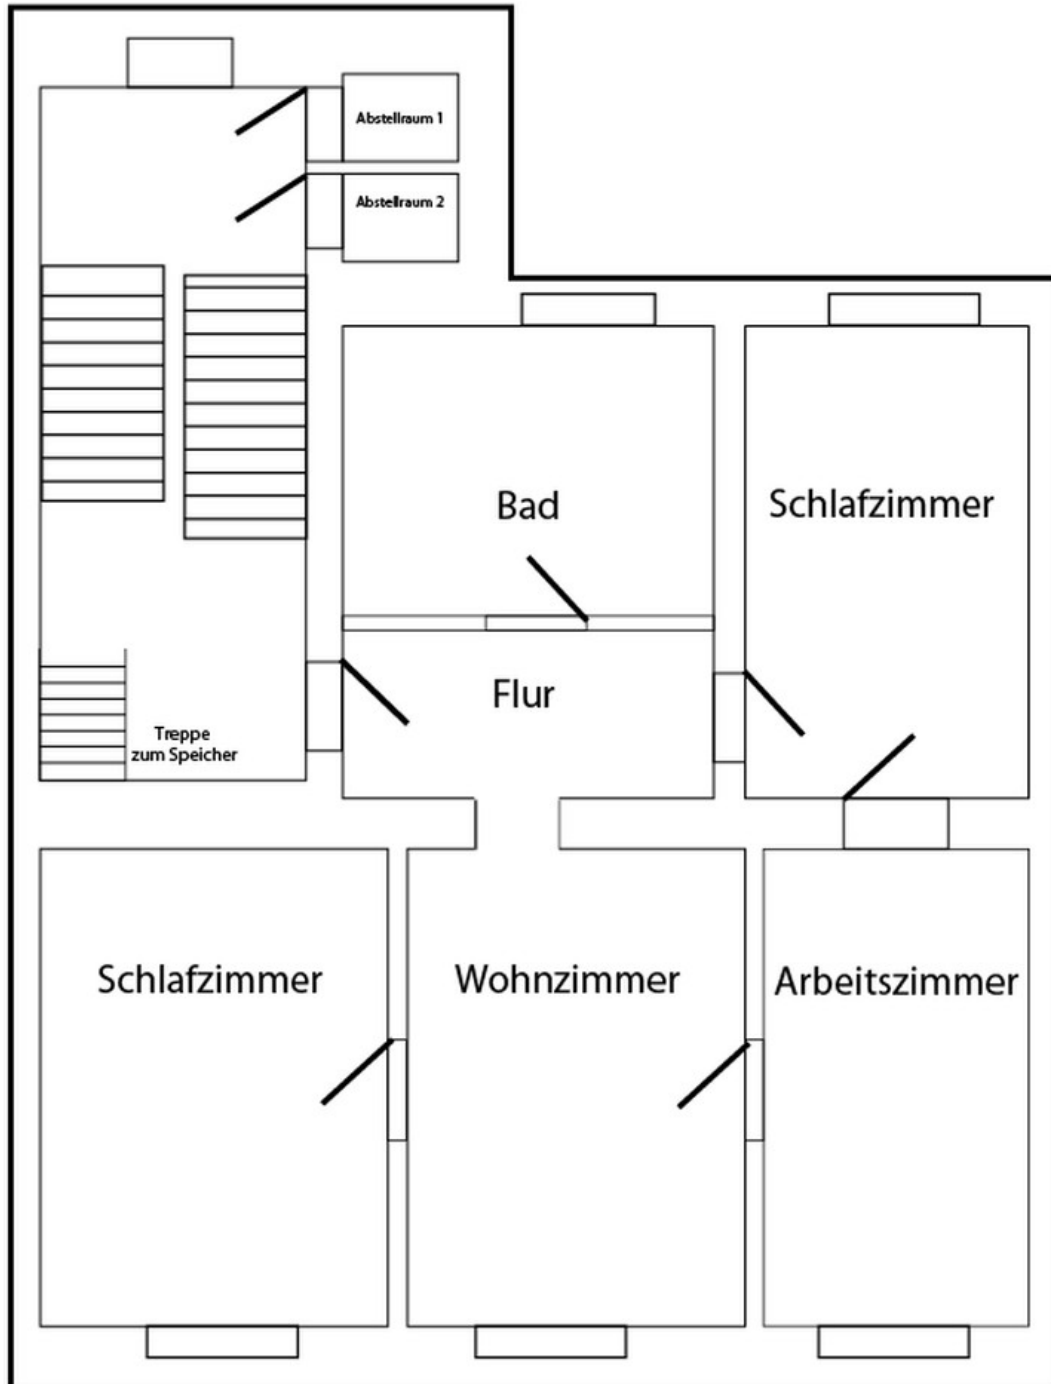 Abstellraum 1
Abstellraum 2
Bad
Schlafzimmer
Flur
Treppe
zum Speicher
Schlafzimmer
Wohnzimmer
Arbeitszimmer